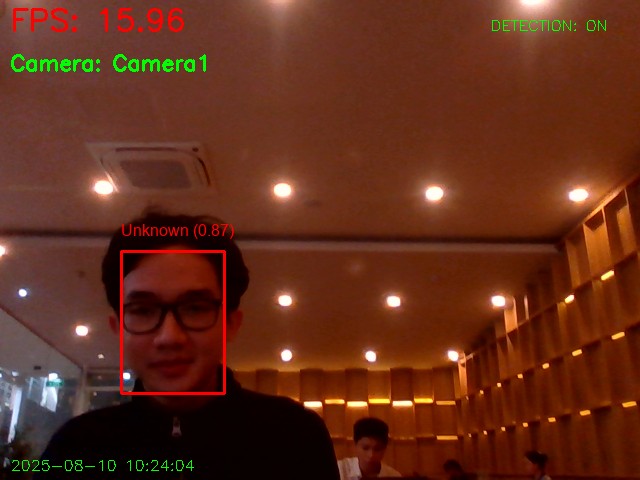 FPS: 15.96
DETECTION: ON
Camera: Camera1
Unknown (0.87)
2025-08-10 10:24:04